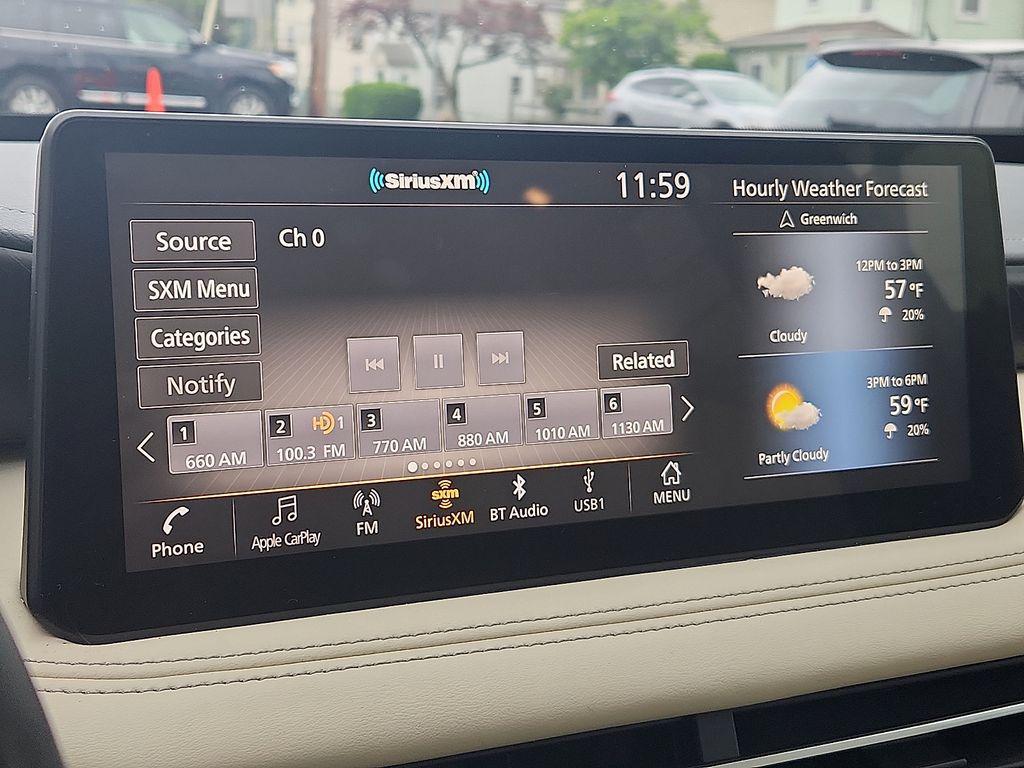 SiriusXM
11:59
Source
Ch 0
SXM Menu
Categories
Notify
Related
1
660 AM
2
HD 1
100.3 FM
3
770 AM
4
880 AM
5
1010 AM
6
1130 AM
Phone
Apple CarPlay
FM
sxm
SiriusXM
BT Audio
USB1
MENU
Hourly Weather Forecast
Greenwich
12PM to 3PM
57 °F
20%
Cloudy
3PM to 6PM
59 °F
20%
Partly Cloudy